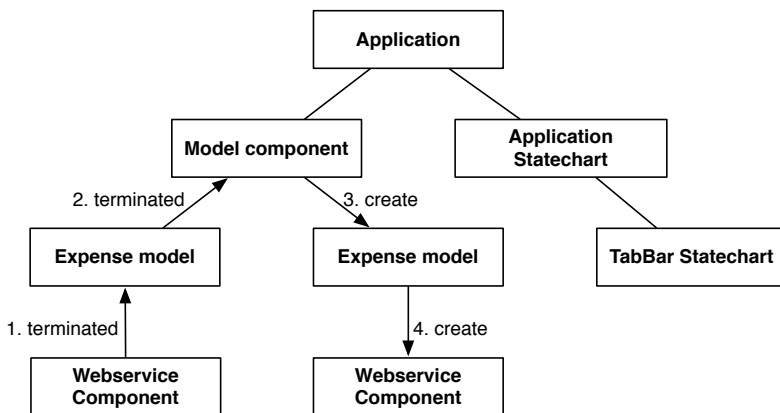 Application
Model component
Application
Statechart
2. terminated
3. create
Expense model
Expense model
TabBar Statechart
1. terminated
4. create
Webservice
Component
Webservice
Component